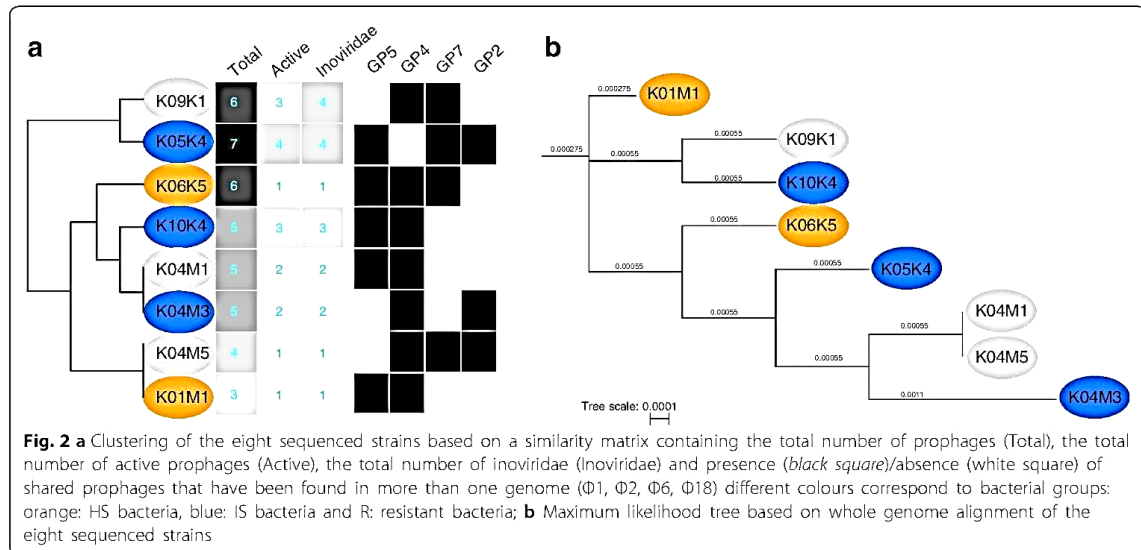 a
Total Active Inoviridae GP5 GP4 GP7 GP2
K09K1 6 3 4
K05K4 7 4 4
K06K5 6 1 1
K10K4 5 3 3
K04M1 5 2 2
K04M3 5 2 2
K04M5 4 1 1
K01M1 3 1 1
b
0.000275 K01M1
0.00055 K09K1
0.000275 0.00055
0.00055 K10K4
0.00055 K06K5
0.00055
0.00055 K05K4
0.00055
K04M1
0.00055
K04M5
0.00055
0.0011 K04M3
Tree scale: 0.0001
Fig. 2 a Clustering of the eight sequenced strains based on a similarity matrix containing the total number of prophages (Total), the total
number of active prophages (Active), the total number of inoviridae (Inoviridae) and presence (black square)/absence (white square) of
shared prophages that have been found in more than one genome (Φ1, Φ2, Φ6, Φ18) different colours correspond to bacterial groups:
orange: HS bacteria, blue: IS bacteria and R: resistant bacteria; b Maximum likelihood tree based on whole genome alignment of the
eight sequenced strains